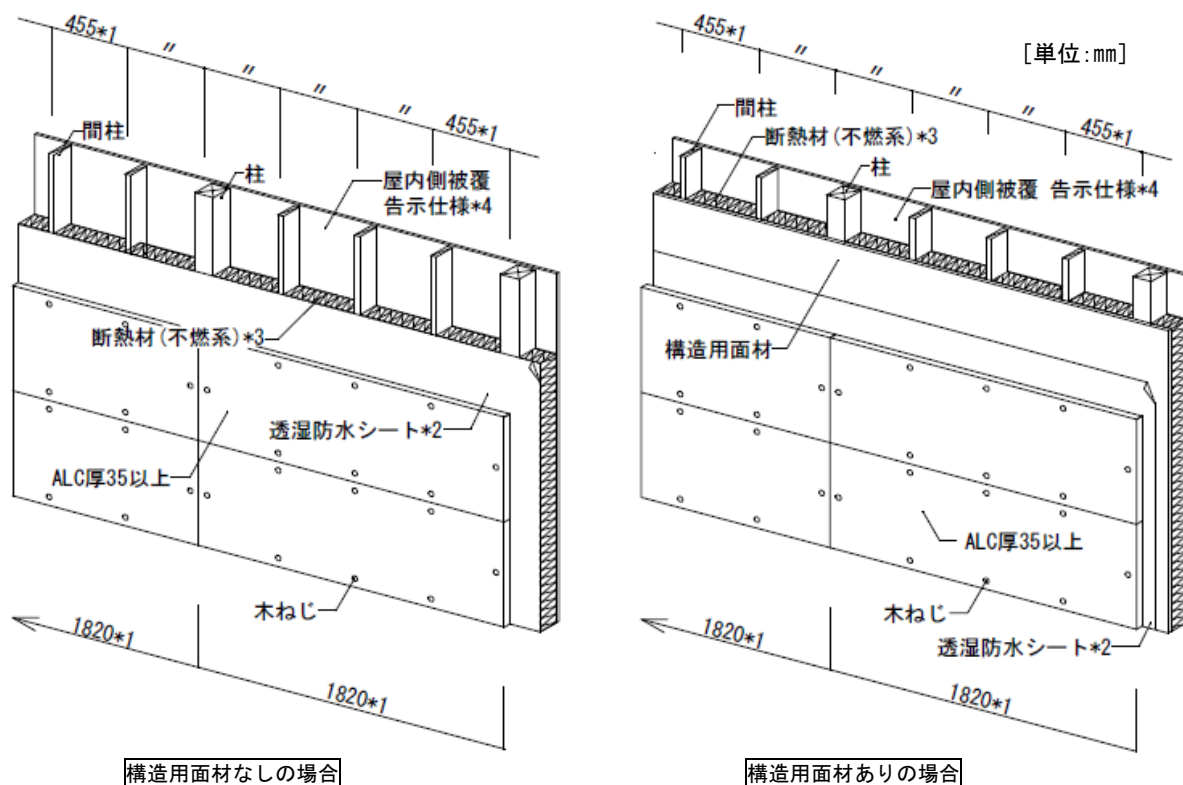 455*1
〃
〃
〃
〃
455*1
間柱
柱
屋内側被覆
告示仕様*4
断熱材(不燃系)*3
透湿防水シート*2
ALC厚35以上
木ねじ
1820*1
1820*1
構造用面材なしの場合
[単位:㎜]
455*1
〃
〃
〃
〃
455*1
間柱
断熱材(不燃系)*3
柱
屋内側被覆 告示仕様*4
構造用面材
ALC厚35以上
木ねじ
透湿防水シート*2
1820*1
1820*1
構造用面材ありの場合